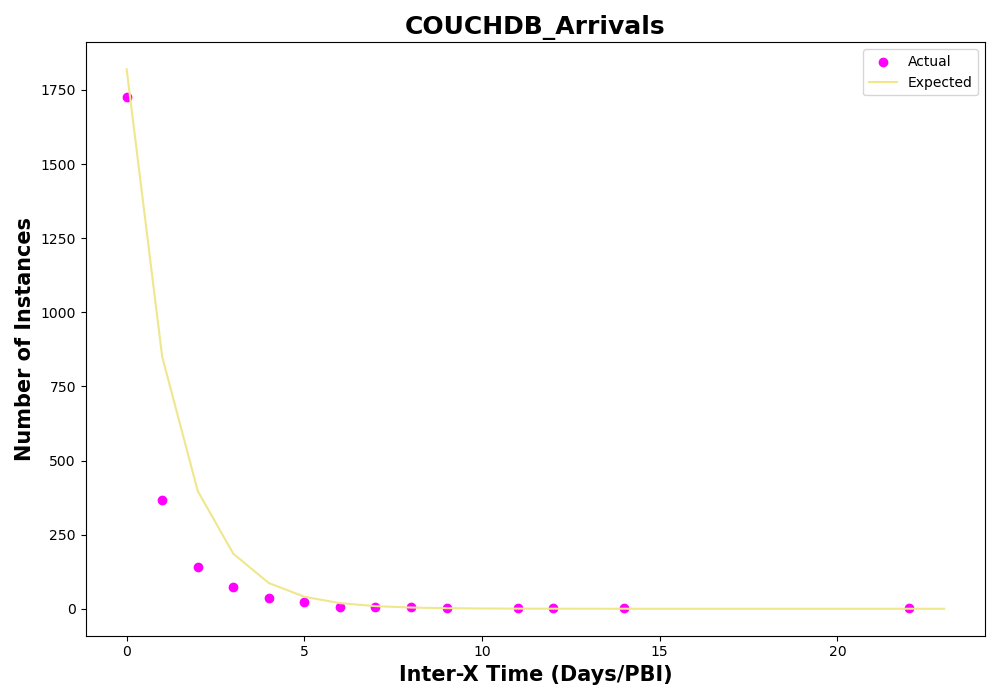 COUCHDB_Arrivals
Actual
Expected
Number of Instances
1750
1500
1250
1000
750
500
250
0
0
5
10
15
20
Inter-X Time (Days/PBI)